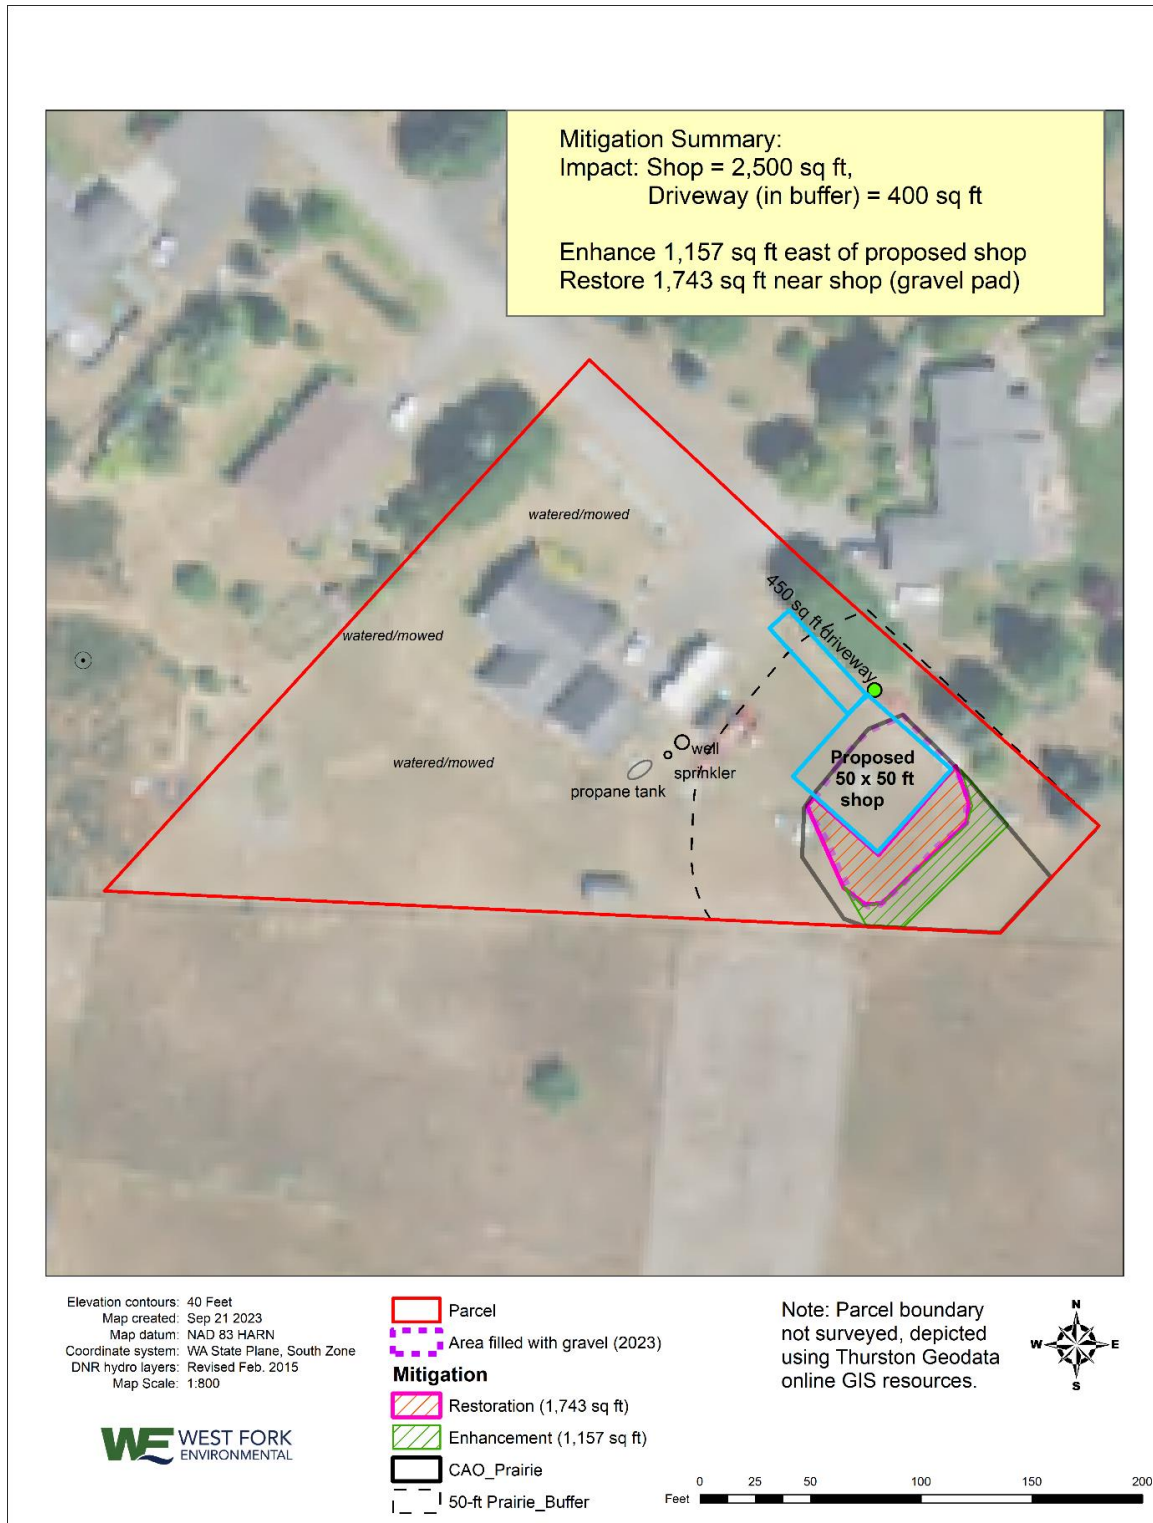 Mitigation Summary:
Impact: Shop = 2,500 sq ft,
Driveway (in buffer) = 400 sq ft
Enhance 1,157 sq ft east of proposed shop
Restore 1,743 sq ft near shop (gravel pad)
watered/mowed
450 sq ft driveway
watered/mowed
well
sprinkler
propane tank
watered/mowed
Proposed
50 x 50 ft
shop
Elevation contours: 40 Feet
Map created: Sep 21 2023
Map datum: NAD 83 HARN
Coordinate system: WA State Plane, South Zone
DNR hydro layers: Revised Feb. 2015
Map Scale: 1:800
WF WEST FORK
ENVIRONMENTAL
Parcel
Area filled with gravel (2023)
Mitigation
Restoration (1,743 sq ft)
Enhancement (1,157 sq ft)
CAO_Prairie
50-ft Prairie_Buffer
Note: Parcel boundary
not surveyed, depicted
using Thurston Geodata
online GIS resources.
N
W E
S
0 25 50 100 150 200
Feet